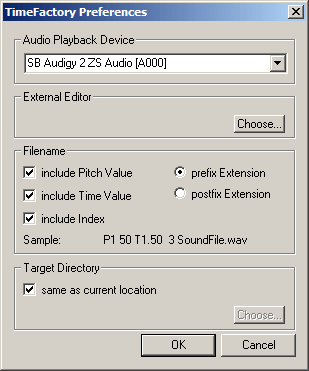 TimeFactory Preferences
Audio Playback Device
SB Audigy 2 ZS Audio [A000]
External Editor
Choose...
Filename
include Pitch Value
prefix Extension
include Time Value
postfix Extension
include Index
Sample: P1 50 T1.50 3 SoundFile.wav
Target Directory
same as current location
Choose...
OK
Cancel